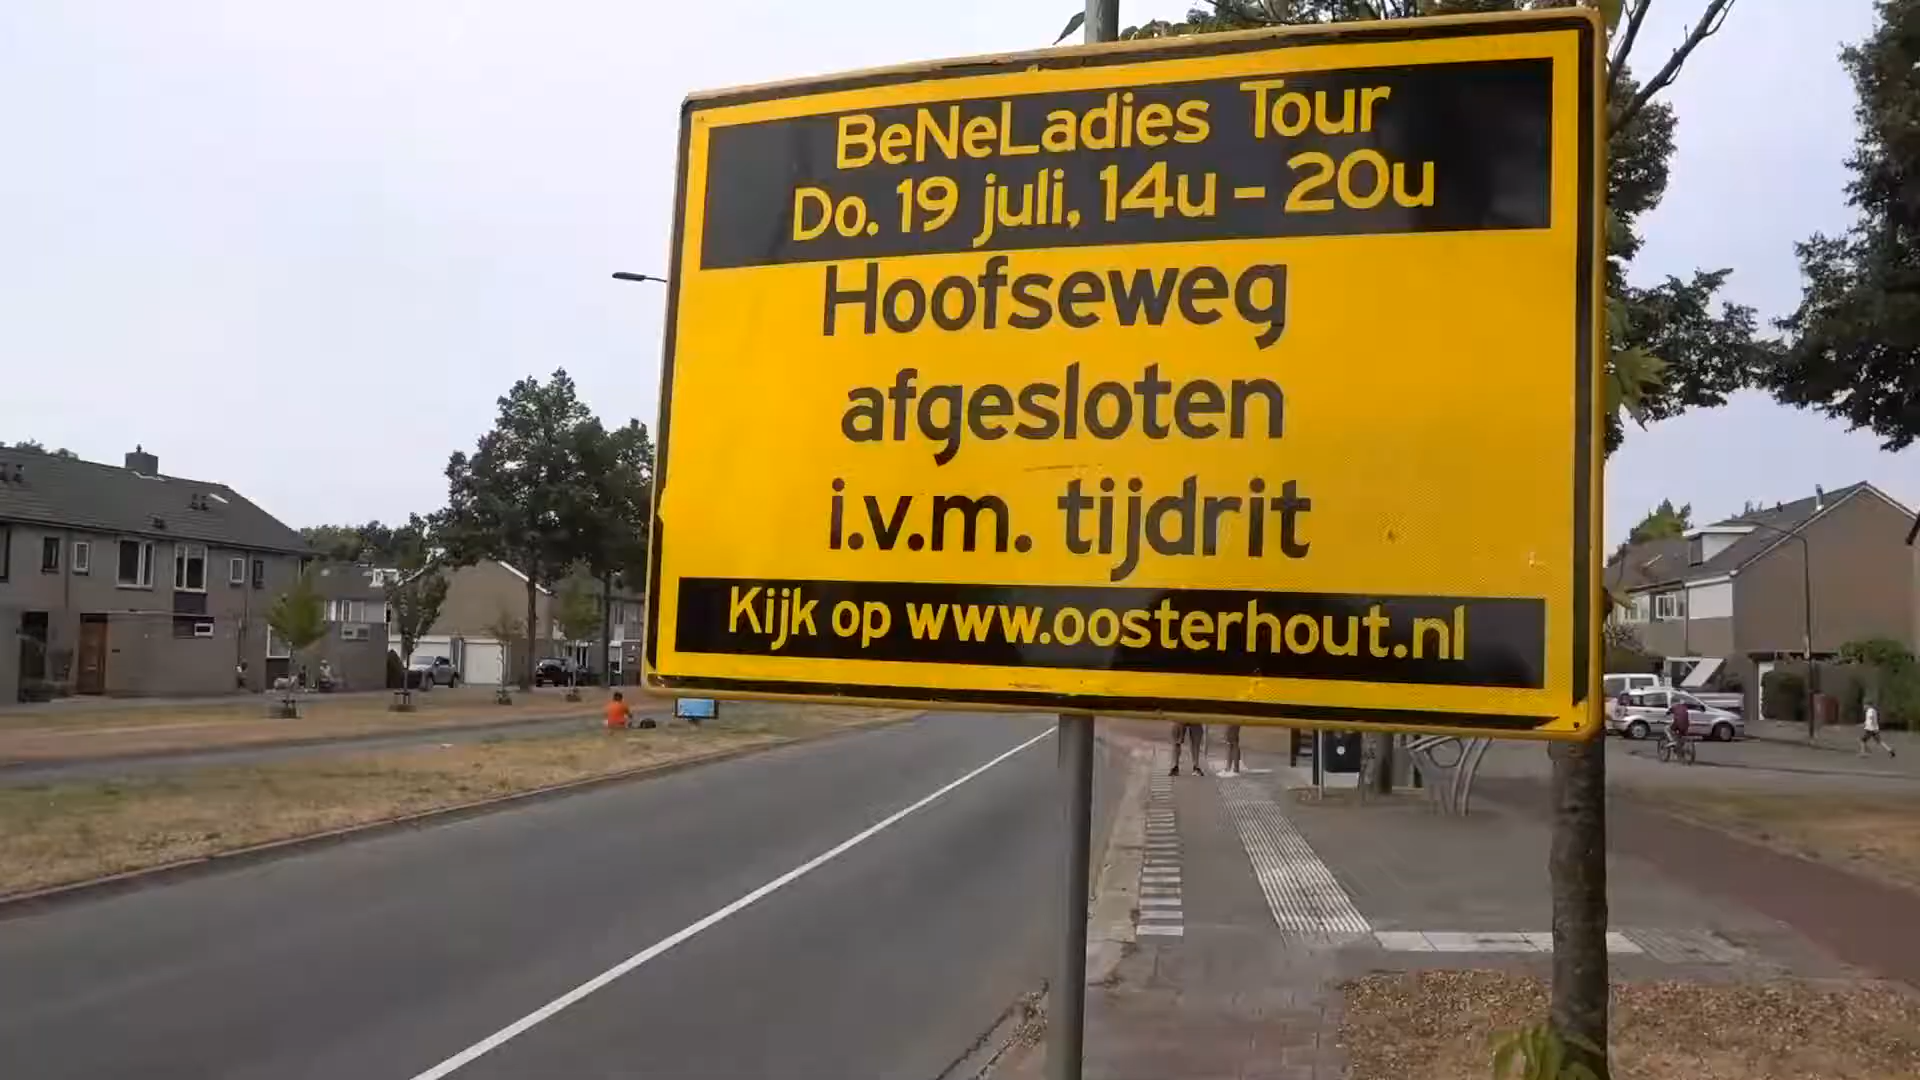 BeNeLadies Tour
Do. 19 juli, 14u - 20u
Hoofseweg
afgesloten
i.v.m. tijdrit
Kijk op www.oosterhout.nl